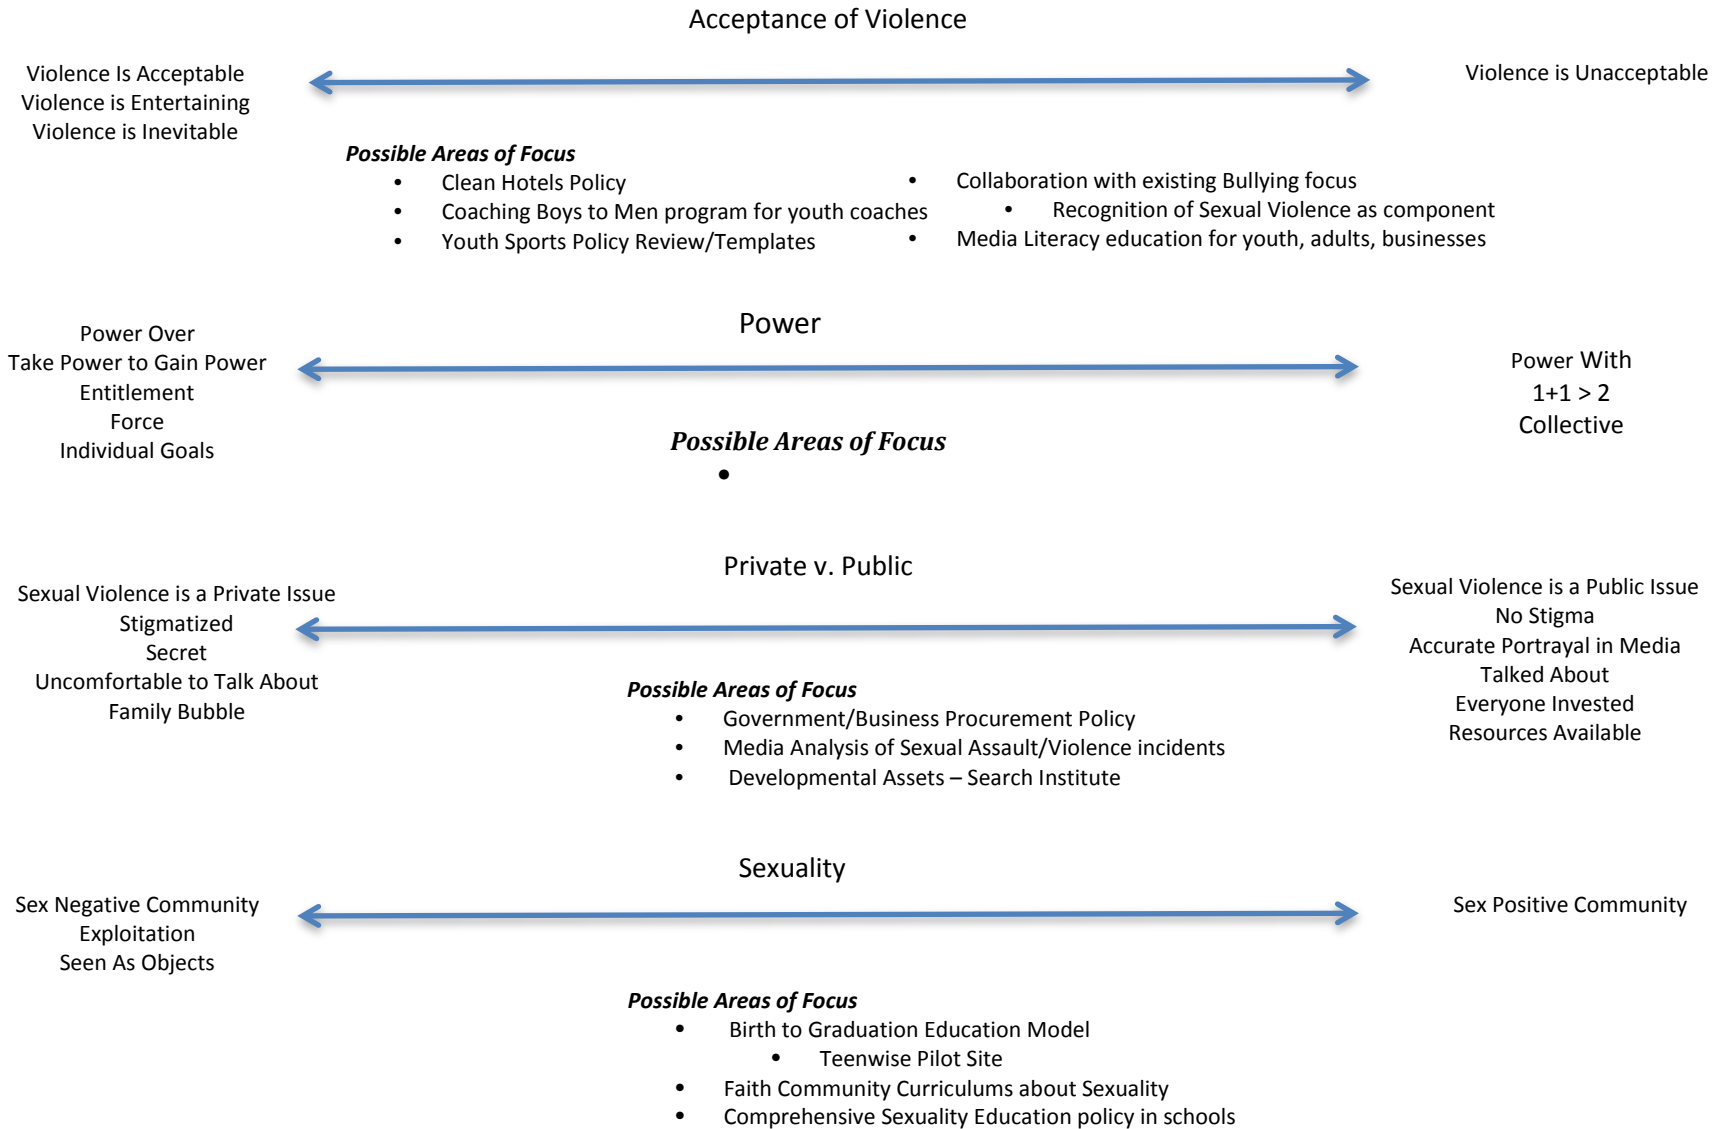 Acceptance of Violence
Violence Is Acceptable
Violence is Entertaining
Violence is Inevitable
Violence is Unacceptable
Possible Areas of Focus
• Clean Hotels Policy
• Coaching Boys to Men program for youth coaches
• Youth Sports Policy Review/Templates
• Collaboration with existing Bullying focus
• Recognition of Sexual Violence as component
• Media Literacy education for youth, adults, businesses
Power
Power Over
Take Power to Gain Power
Entitlement
Force
Individual Goals
Power With
1+1 > 2
Collective
Possible Areas of Focus
•
Private v. Public
Sexual Violence is a Private Issue
Stigmatized
Secret
Uncomfortable to Talk About
Family Bubble
Sexual Violence is a Public Issue
No Stigma
Accurate Portrayal in Media
Talked About
Everyone Invested
Resources Available
Possible Areas of Focus
• Government/Business Procurement Policy
• Media Analysis of Sexual Assault/Violence incidents
• Developmental Assets – Search Institute
Sexuality
Sex Negative Community
Exploitation
Seen As Objects
Sex Positive Community
Possible Areas of Focus
• Birth to Graduation Education Model
• Teenwise Pilot Site
• Faith Community Curriculums about Sexuality
• Comprehensive Sexuality Education policy in schools